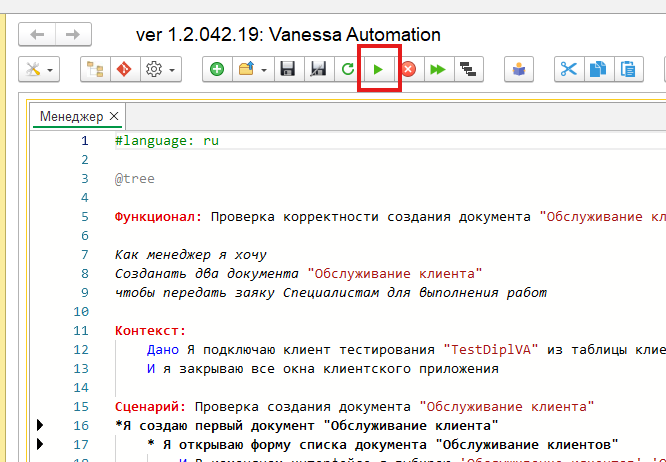 ver 1.2.042.19: Vanessa Automation
Менеджер ×
1 #language: ru
2
3 @tree
4
5 Функционал: Проверка корректности создания документа "Обслуживание кл
6
7 Как менеджер я хочу
8 Созданать два документа "Обслуживание клиента"
9 чтобы передать заяку Специалистам для выполнения работ
10
11 Контекст:
12 Дано Я подключаю клиент тестирования "TestDiplVA" из таблицы клие
13 И я закрываю все окна клиентского приложения
14
15 Сценарий: Проверка создания документа "Обслуживание клиента"
16 *Я создаю первый документ "Обслуживание клиента"
17 * Я открываю форму списка документа "Обслуживание клиентов"